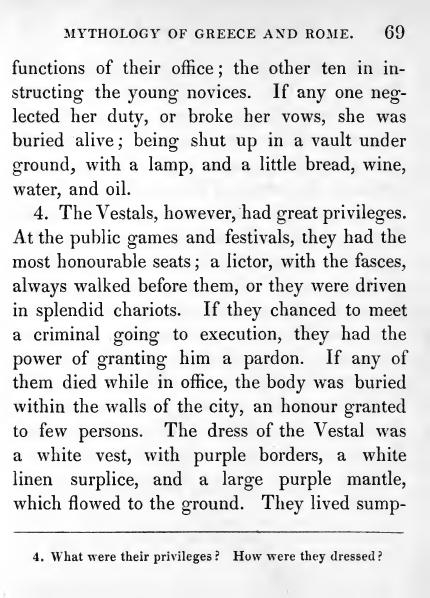 MYTHOLOGY OF GREECE AND ROME. 69
functions of their office; the other ten in in-
structing the young novices. If any one neg-
lected her duty, or broke her vows, she was
buried alive; being shut up in a vault under
ground, with a lamp, and a little bread, wine,
water, and oil.
4. The Vestals, however, had great privileges.
At the public games and festivals, they had the
most honourable seats; a lictor, with the fasces,
always walked before them, or they were driven
in splendid chariots. If they chanced to meet
a criminal going to execution, they had the
power of granting him a pardon. If any of
them died while in office, the body was buried
within the walls of the city, an honour granted
to few persons. The dress of the Vestal was
a white vest, with purple borders, a white
linen surplice, and a large purple mantle,
which flowed to the ground. They lived sump-
4. What were their privileges? How were they dressed?